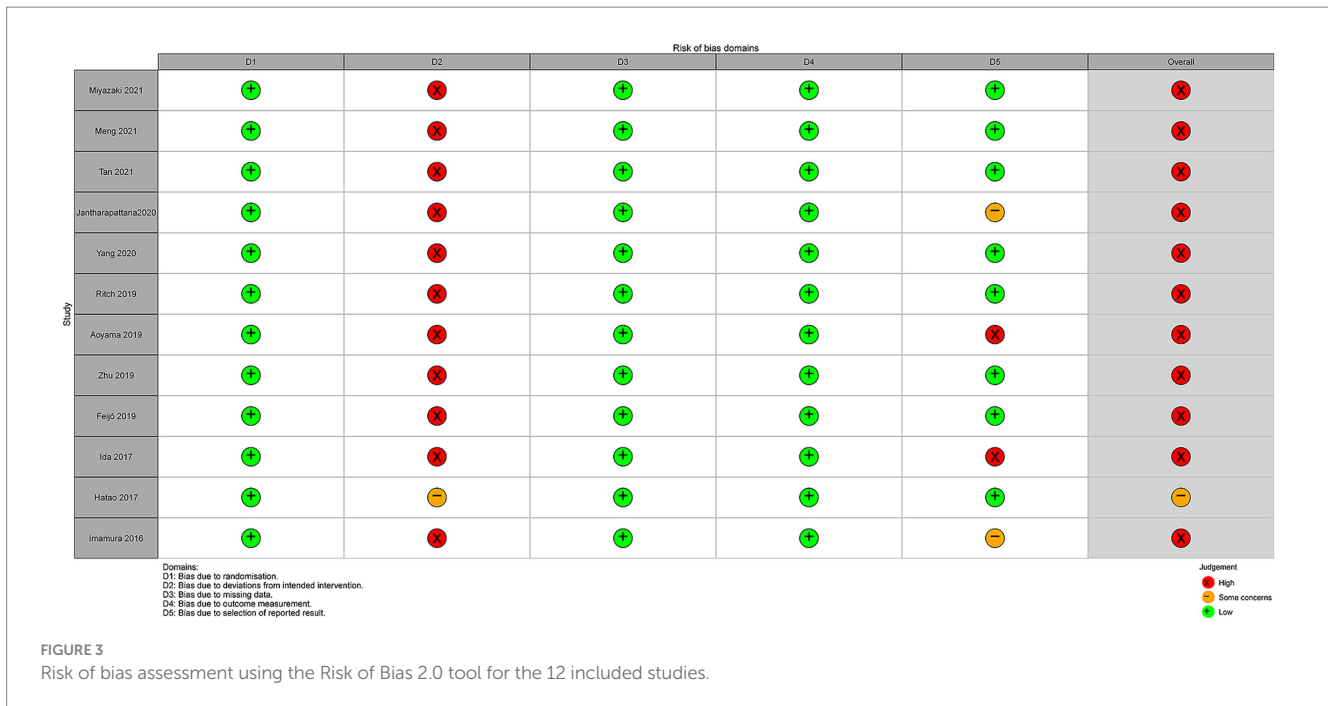 Risk of bias domains
D1 D2 D3 D4 D5 Overall
Study
Miyazaki 2021 + X + + + X
Meng 2021 + X + + + X
Tan 2021 + X + + + X
Jantharapattana2020 + X + + − X
Yang 2020 + X + + + X
Ritch 2019 + X + + + X
Aoyama 2019 + X + + X X
Zhu 2019 + X + + + X
Feijó 2019 + X + + + X
Ida 2017 + X + + X X
Hatao 2017 + − + + + −
Imamura 2016 + X + + − X
Domains:
D1: Bias due to randomisation.
D2: Bias due to deviations from intended intervention.
D3: Bias due to missing data.
D4: Bias due to outcome measurement.
D5: Bias due to selection of reported result.
Judgement
X High
− Some concerns
+ Low
FIGURE 3
Risk of bias assessment using the Risk of Bias 2.0 tool for the 12 included studies.